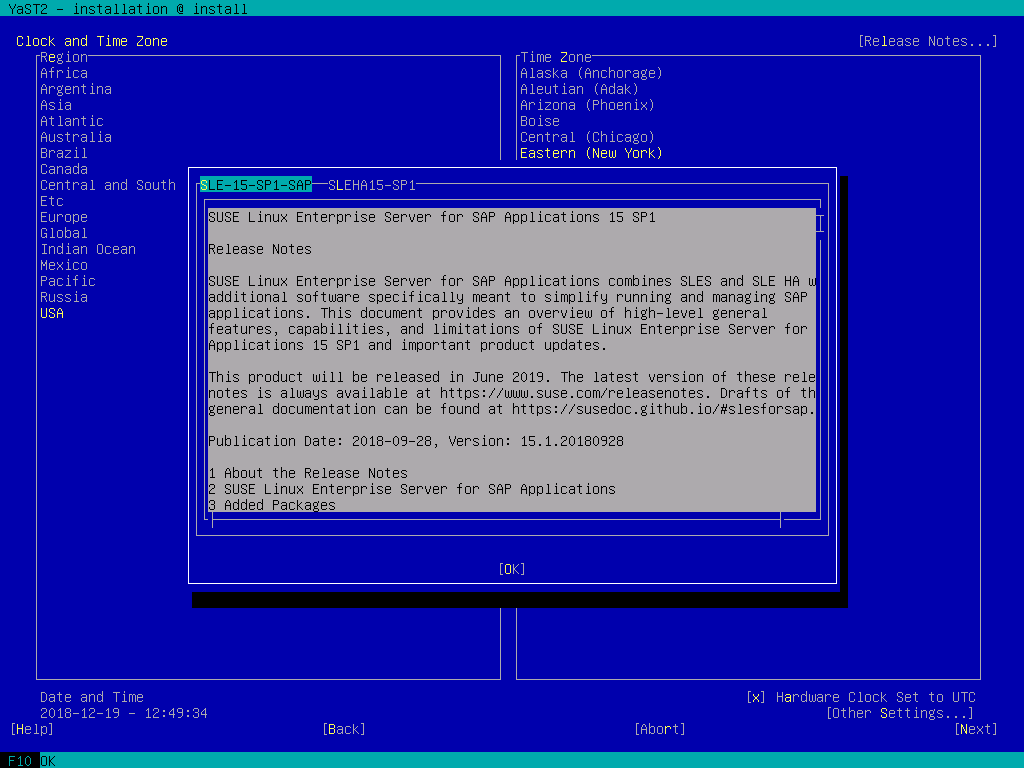 YaST2 - installation @ install
Clock and Time Zone [Release Notes...]
Region Time Zone
Africa Alaska (Anchorage)
Argentina Aleutian (Adak)
Asia Arizona (Phoenix)
Atlantic Boise
Australia Central (Chicago)
Brazil Eastern (New York)
Canada
Central and South
Etc
Europe
Global
Indian Ocean
Mexico
Pacific
Russia
USA
SLE-15-SP1-SAP SLEHA15-SP1
SUSE Linux Enterprise Server for SAP Applications 15 SP1
Release Notes
SUSE Linux Enterprise Server for SAP Applications combines SLES and SLE HA w
additional software specifically meant to simplify running and managing SAP
applications. This document provides an overview of high-level general
features, capabilities, and limitations of SUSE Linux Enterprise Server for
Applications 15 SP1 and important product updates.
This product will be released in June 2019. The latest version of these rele
notes is always available at https://www.suse.com/releasenotes. Drafts of th
general documentation can be found at https://susedoc.github.io/#slesforsap.
Publication Date: 2018-09-28, Version: 15.1.20180928
1 About the Release Notes
2 SUSE Linux Enterprise Server for SAP Applications
3 Added Packages
[OK]
Date and Time [x] Hardware Clock Set to UTC
2018-12-19 - 12:49:34 [Other Settings...]
[Help] [Back] [Abort] [Next]
F10 OK